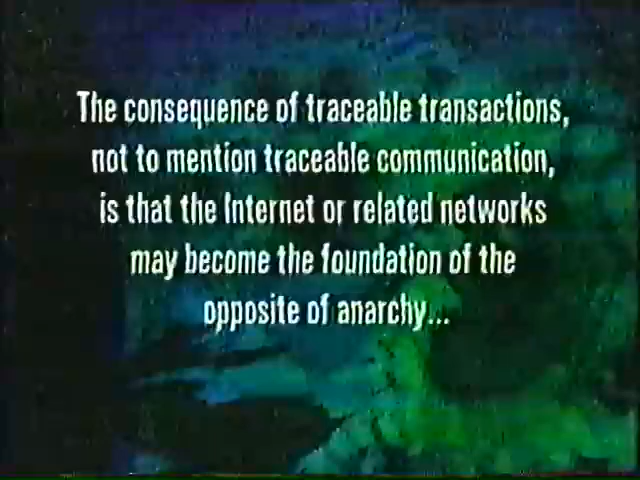 The consequence of traceable transactions,
not to mention traceable communication,
is that the Internet or related networks
may become the foundation of the
opposite of anarchy...